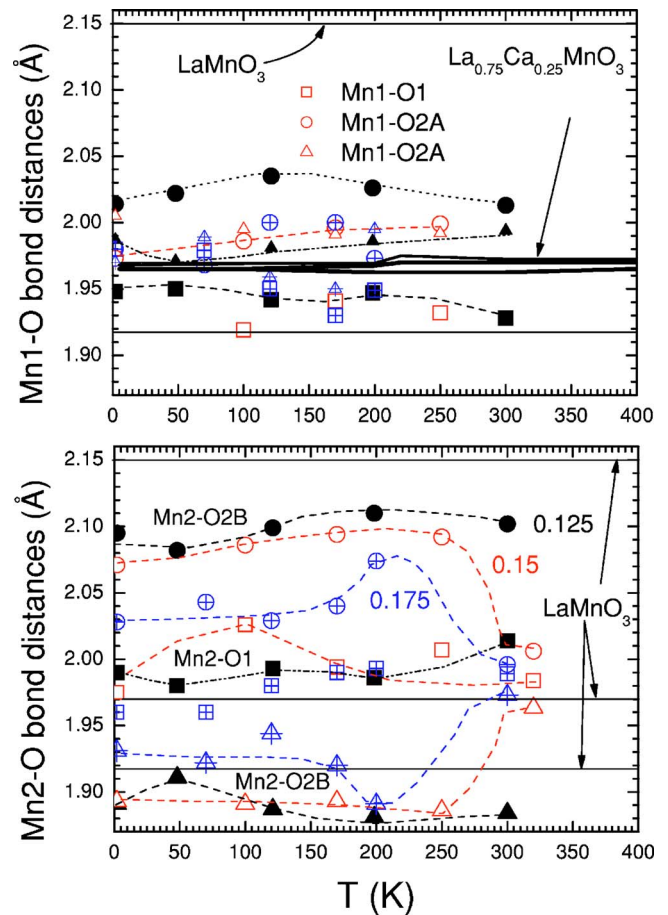 2.15
2.10
2.05
2.00
1.95
1.90
Mn1-O bond distances (Å)
LaMnO3
La0.75Ca0.25MnO3
Mn1-O1
Mn1-O2A
Mn1-O2A
0 50 100 150 200 250 300 350 400
2.15
2.10
2.05
2.00
1.95
1.90
Mn2-O bond distances (Å)
Mn2-O2B
0.125
0.15
0.175
LaMnO3
Mn2-O1
Mn2-O2B
0 50 100 150 200 250 300 350 400
T (K)